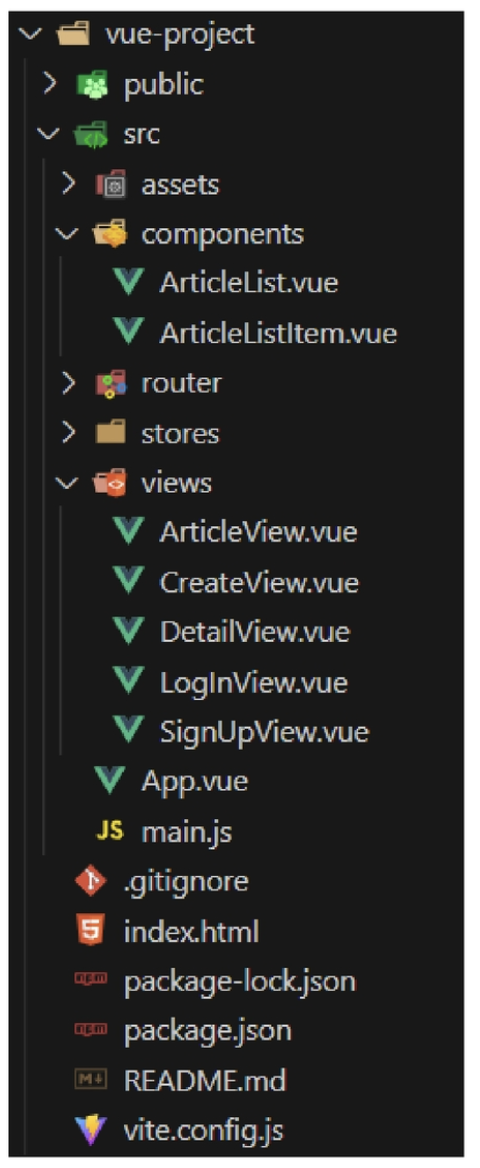 vue-project
public
src
assets
components
ArticleList.vue
ArticleListItem.vue
router
stores
views
ArticleView.vue
CreateView.vue
DetailView.vue
LogInView.vue
SignUpView.vue
App.vue
JS main.js
.gitignore
index.html
package-lock.json
package.json
README.md
vite.config.js